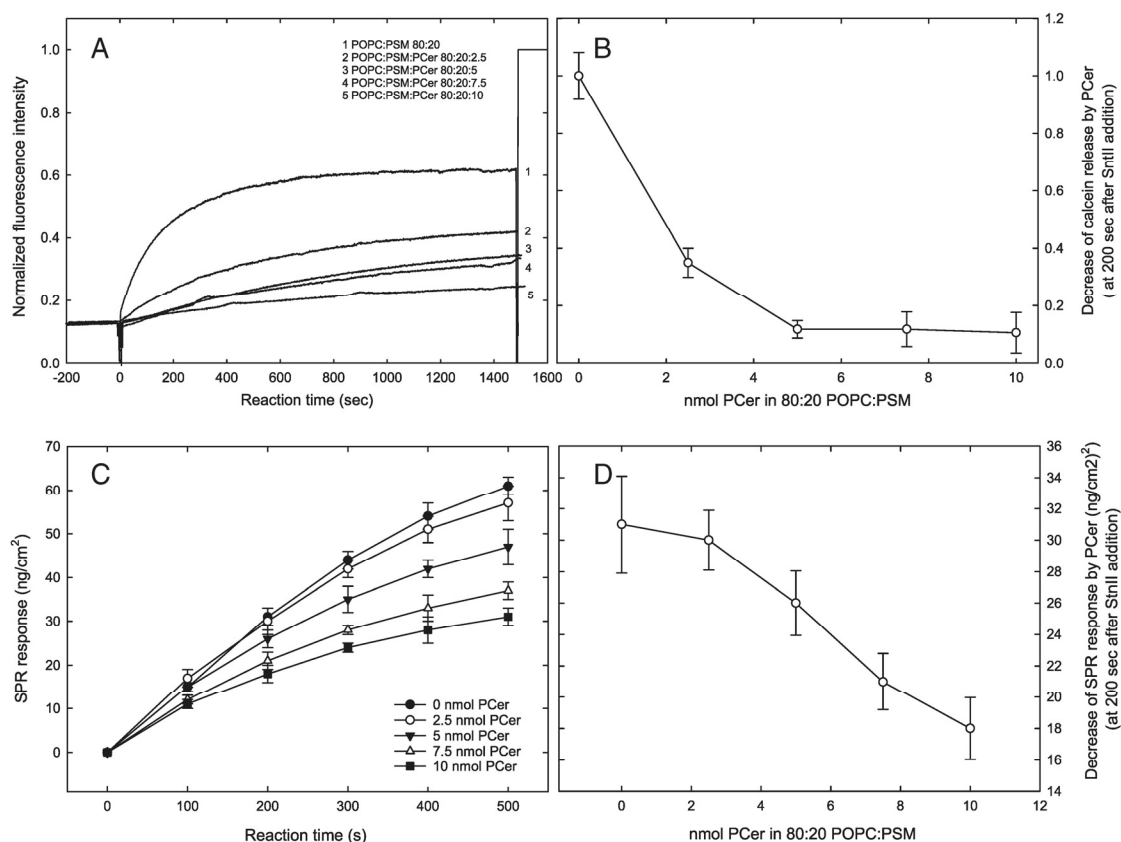 A
1 POPC:PSM 80:20
2 POPC:PSM:PCer 80:20:2.5
3 POPC:PSM:PCer 80:20:5
4 POPC:PSM:PCer 80:20:7.5
5 POPC:PSM:PCer 80:20:10
Normalized fluorescence intensity
1.0
0.8
0.6
0.4
0.2
0.0
1
2
3
4
5
-200 0 200 400 600 800 1000 1200 1400 1600
Reaction time (sec)
B
1.2
1.0
0.8
0.6
0.4
0.2
0.0
Decrease of calcein release by PCer
( at 200 sec after SntII addition)
0 2 4 6 8 10
nmol PCer in 80:20 POPC:PSM
C
SPR response (ng/cm²)
70
60
50
40
30
20
10
0
0 nmol PCer
2.5 nmol PCer
5 nmol PCer
7.5 nmol PCer
10 nmol PCer
0 100 200 300 400 500
Reaction time (s)
D
36
34
32
30
28
26
24
22
20
18
16
14
Decrease of SPR response by PCer (ng/cm2)²
(at 200 sec after StnII addition)
0 2 4 6 8 10 12
nmol PCer in 80:20 POPC:PSM